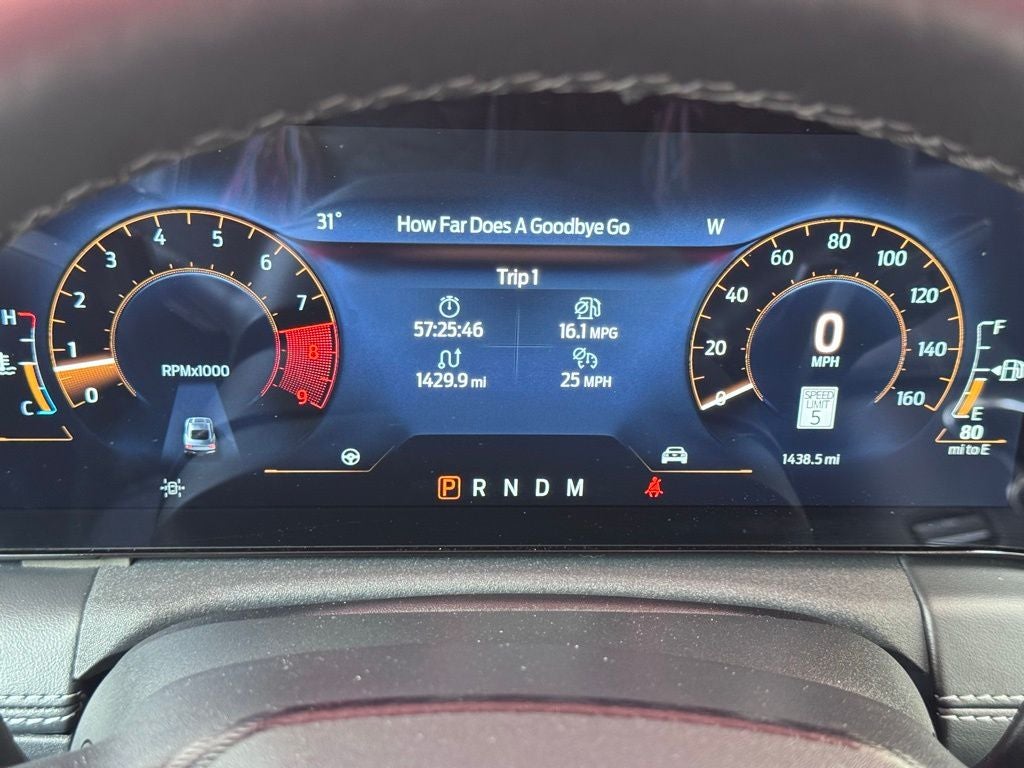 31° How Far Does A Goodbye Go W
Trip 1
57:25:46 16.1 MPG
1429.9 mi 25 MPH
0 1 2 3 4 5 6 7 8 9
RPMx1000
H
C
0 20 40 60 80 100 120 140 160
0
MPH
SPEED
LIMIT
5
1438.5 mi
F
E
80
mi to E
P R N D M